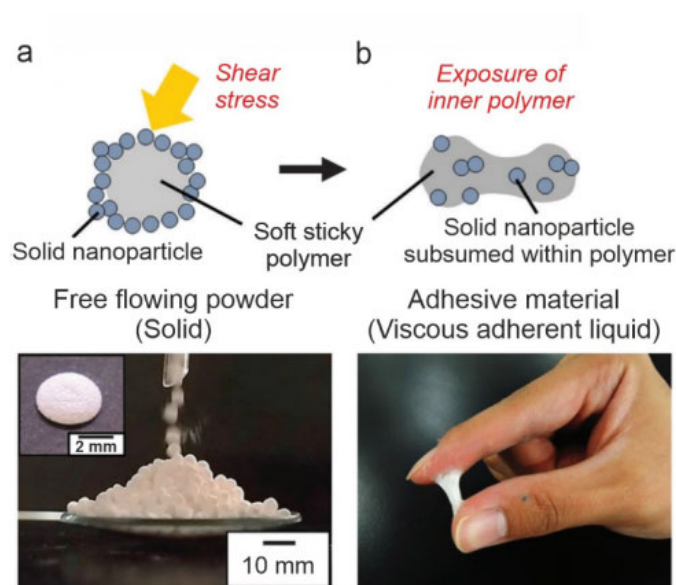 a
Shear
stress
Solid nanoparticle
b
Exposure of
inner polymer
Soft sticky
polymer
Solid nanoparticle
subsumed within polymer
Free flowing powder
(Solid)
Adhesive material
(Viscous adherent liquid)
2 mm
10 mm